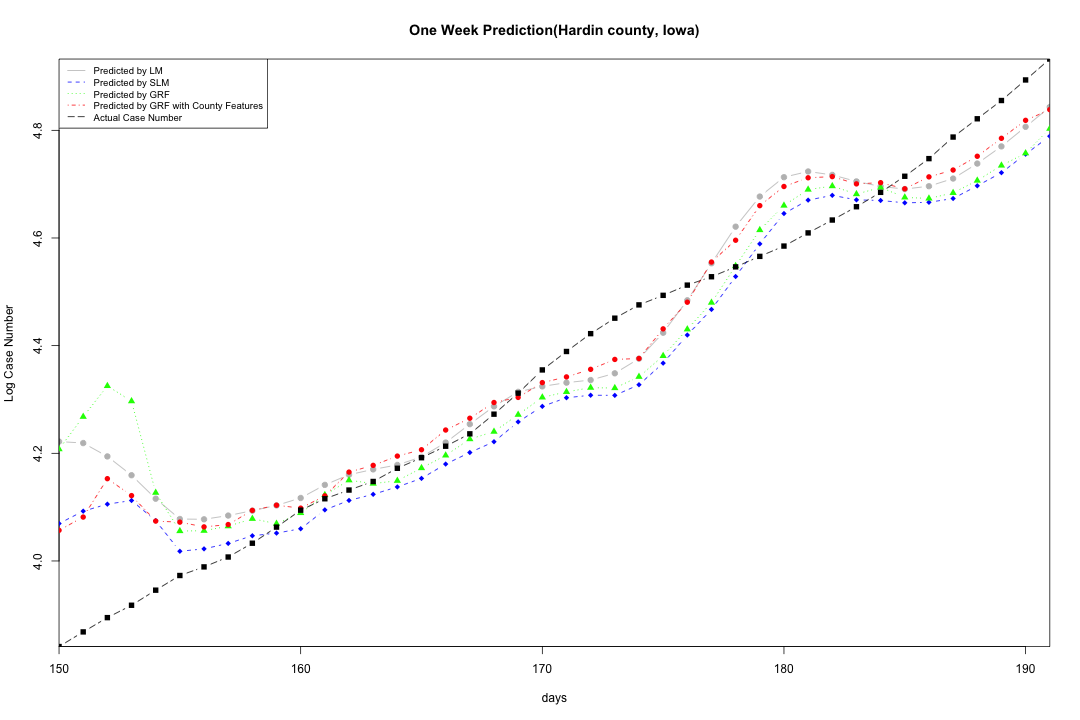 One Week Prediction(Hardin county, Iowa)
Predicted by LM
Predicted by SLM
Predicted by GRF
Predicted by GRF with County Features
Actual Case Number
Log Case Number
4.8
4.6
4.4
4.2
4.0
150
160
170
180
190
days